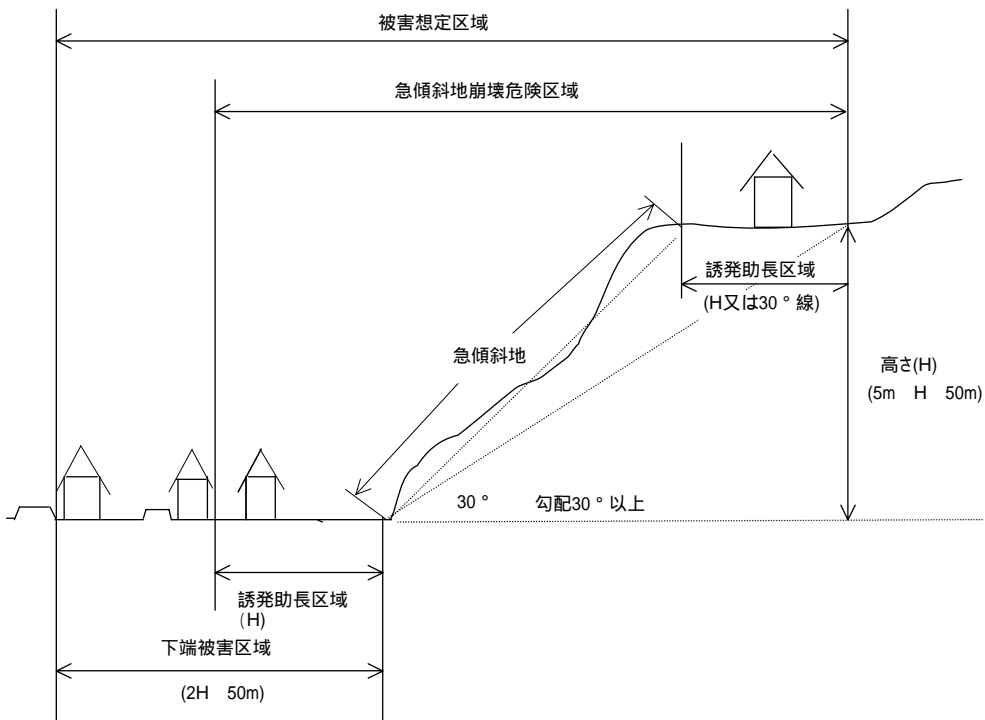 被害想定区域
急傾斜地崩壊危険区域
誘発助長区域
(H又は30°線)
急傾斜地
高さ(H)
(5m H 50m)
30° 勾配30°以上
誘発助長区域
(H)
下端被害区域
(2H 50m)